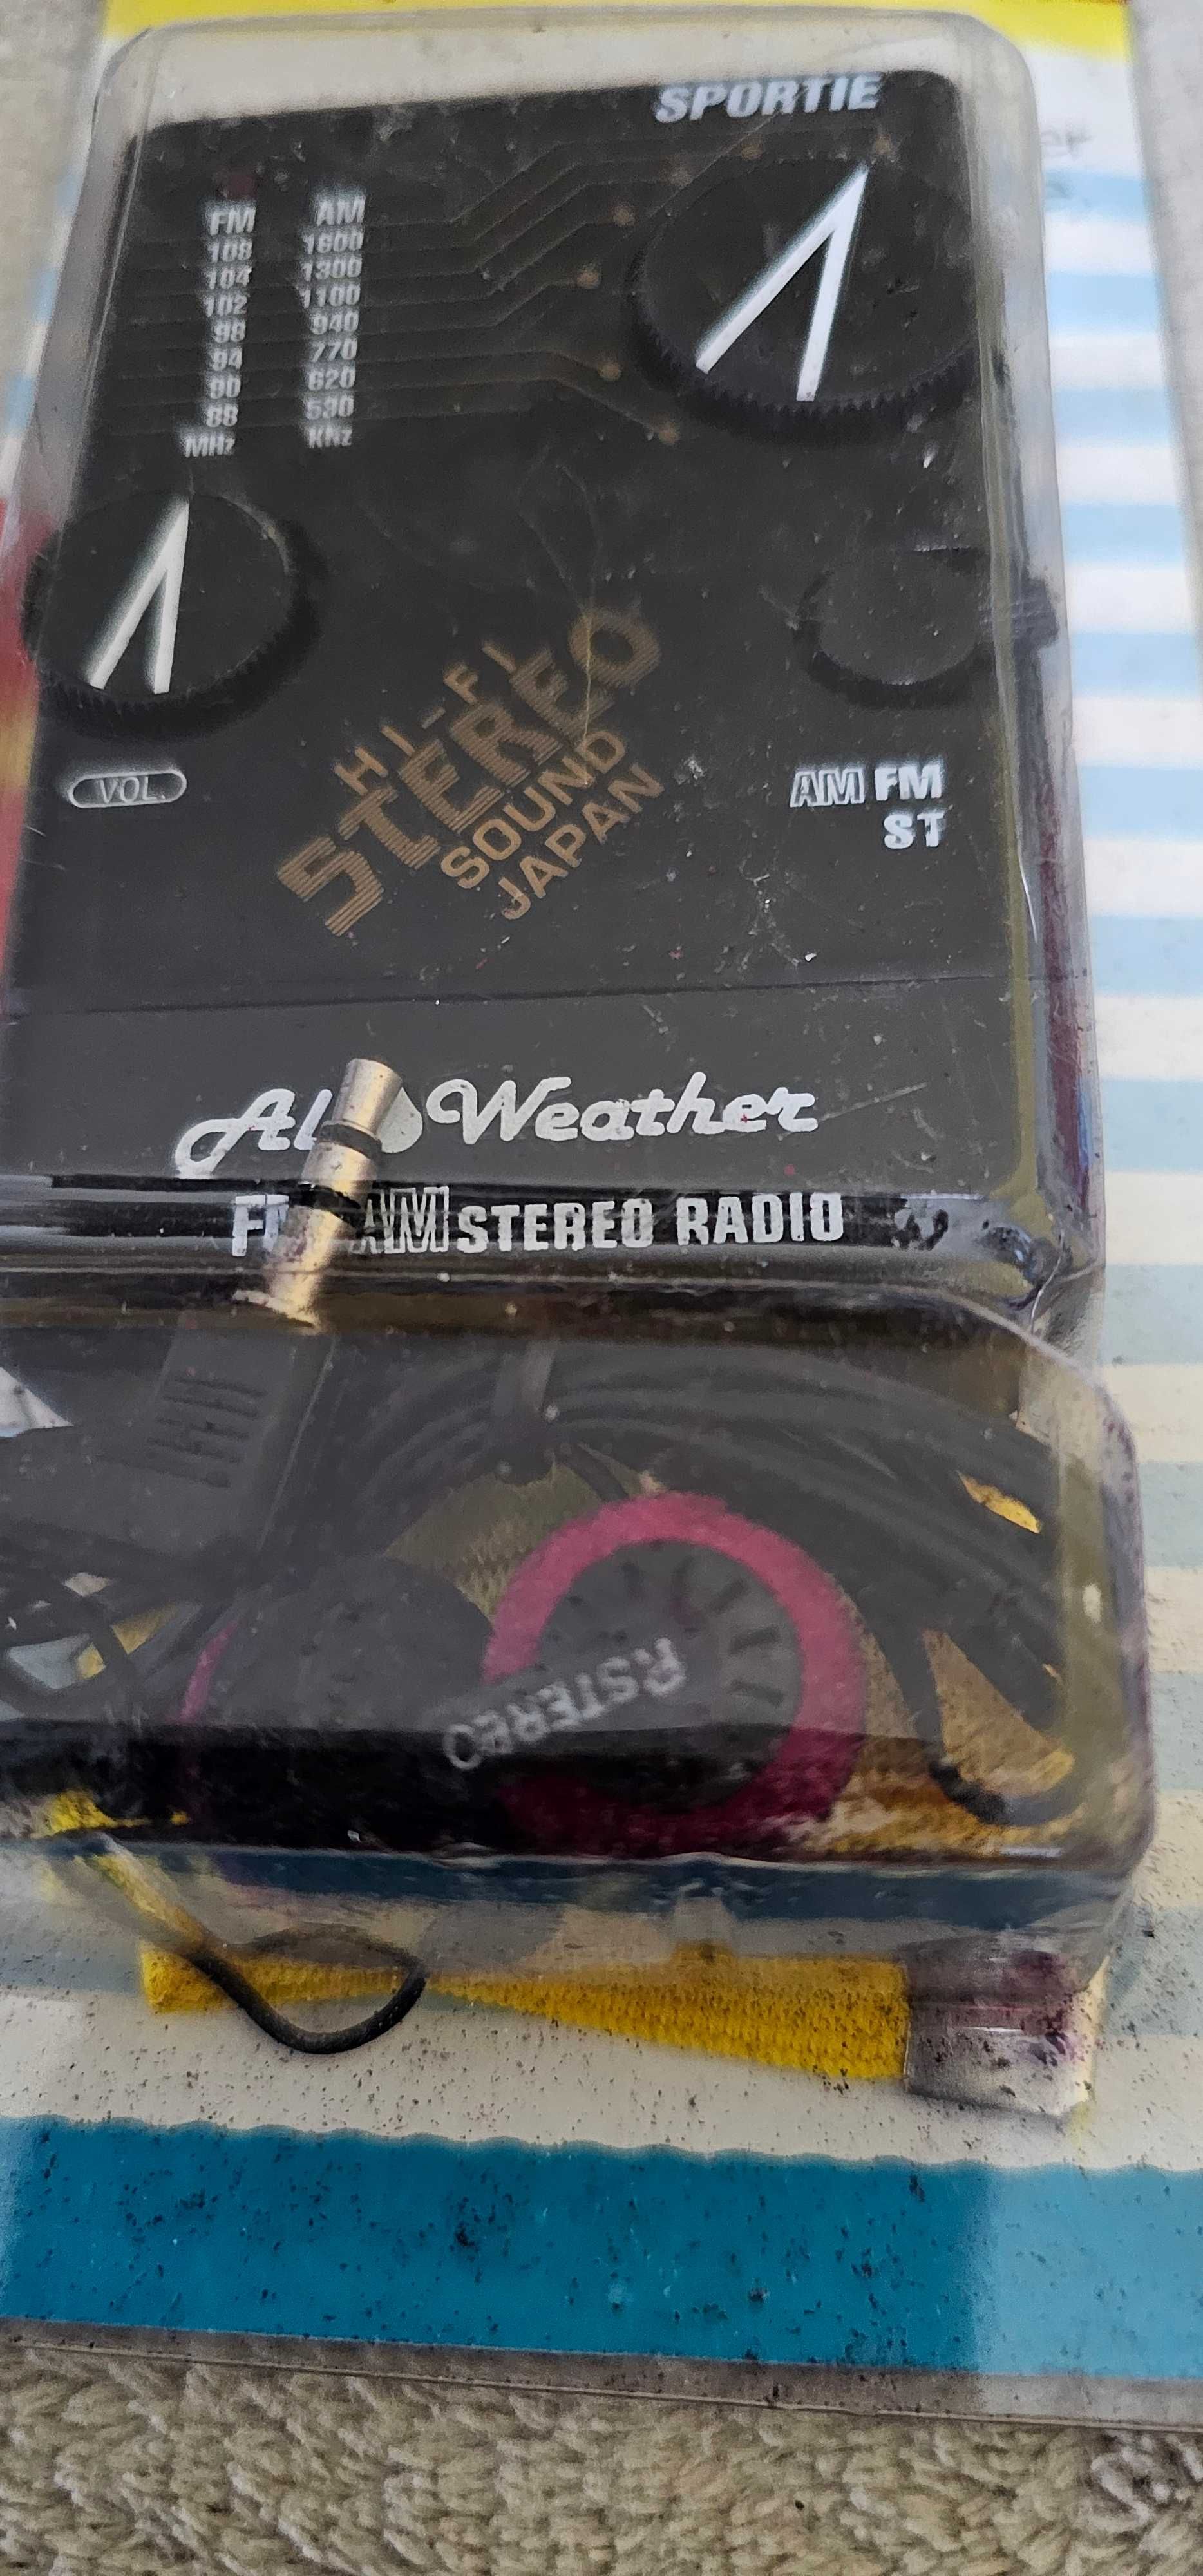 SPORTIE
FM AM
108 1600
104 1300
102 1100
98 940
94 770
90 620
88 530
MHz KHz
HI-FI
STEREO
SOUND
JAPAN
VOL.
AM FM
ST
Al Weather
AM STEREO RADIO
P.STEREO